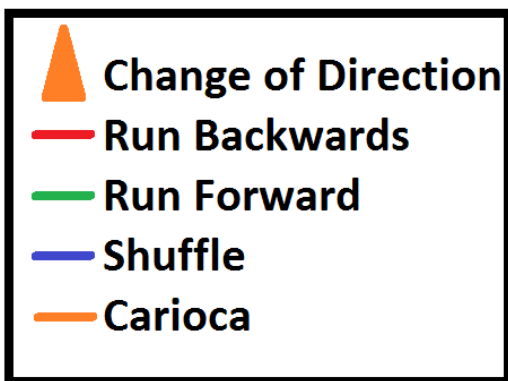 Change of Direction
Run Backwards
Run Forward
Shuffle
Carioca